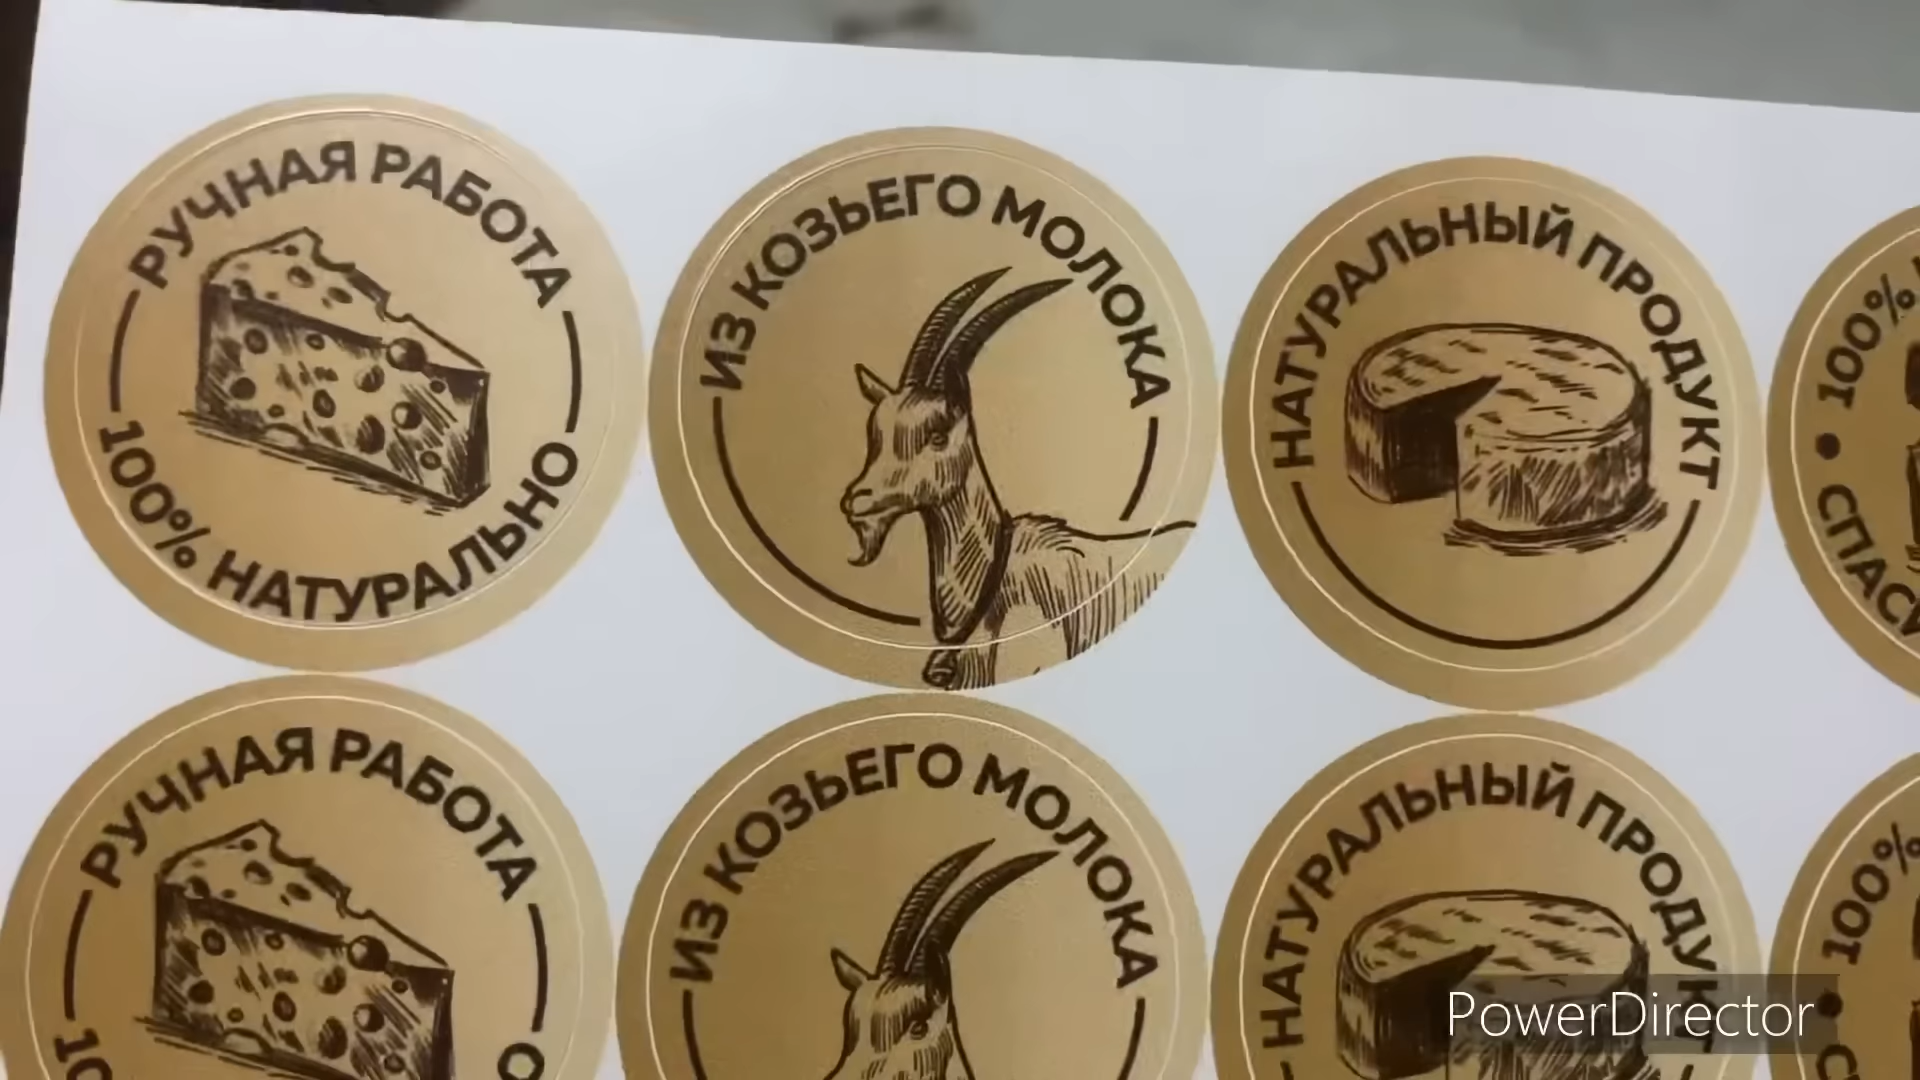 РУЧНАЯ РАБОТА
100% НАТУРАЛЬНО
ИЗ КОЗЬЕГО МОЛОКА
НАТУРАЛЬНЫЙ ПРОДУКТ
100%
РУЧНАЯ РАБОТА
ИЗ КОЗЬЕГО МОЛОКА
НАТУРАЛЬНЫЙ ПРОДУКТ
100%
PowerDirector